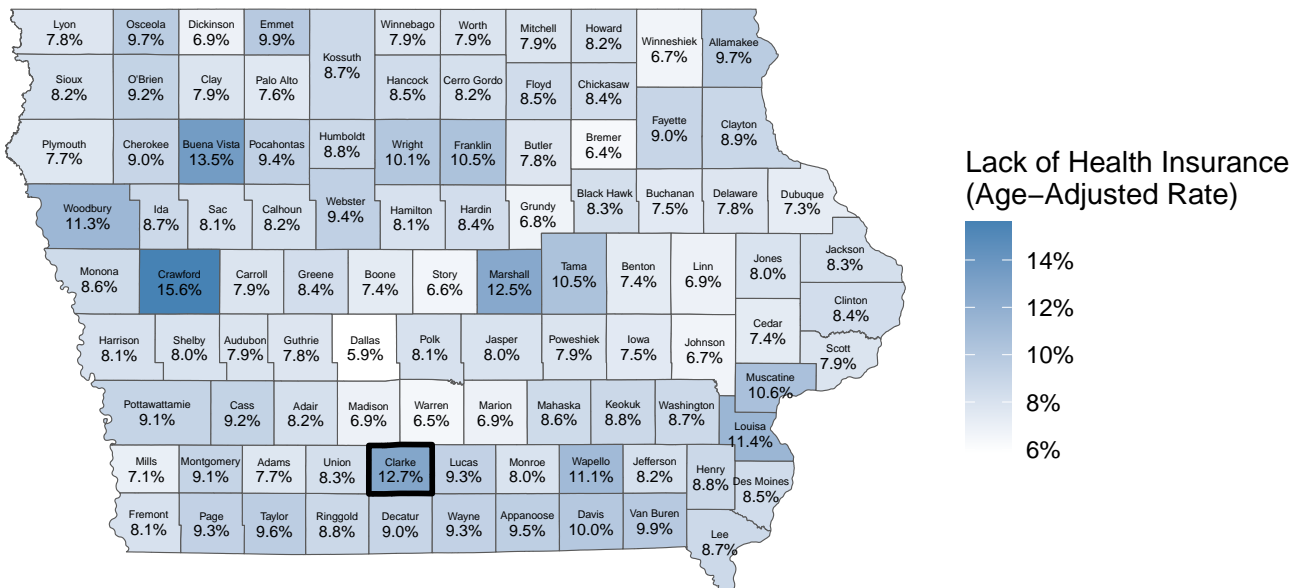 Lyon
7.8%
Osceola
9.7%
Dickinson
6.9%
Emmet
9.9%
Kossuth
8.7%
Winnebago
7.9%
Worth
7.9%
Mitchell
7.9%
Howard
8.2%
Winneshiek
6.7%
Allamakee
9.7%
Sioux
8.2%
O'Brien
9.2%
Clay
7.9%
Palo Alto
7.6%
Hancock
8.5%
Cerro Gordo
8.2%
Floyd
8.5%
Chickasaw
8.4%
Fayette
9.0%
Clayton
8.9%
Plymouth
7.7%
Cherokee
9.0%
Buena Vista
13.5%
Pocahontas
9.4%
Humboldt
8.8%
Wright
10.1%
Franklin
10.5%
Butler
7.8%
Bremer
6.4%
Woodbury
11.3%
Ida
8.7%
Sac
8.1%
Calhoun
8.2%
Webster
9.4%
Hamilton
8.1%
Hardin
8.4%
Grundy
6.8%
Black Hawk
8.3%
Buchanan
7.5%
Delaware
7.8%
Dubuque
7.3%
Monona
8.6%
Crawford
15.6%
Carroll
7.9%
Greene
8.4%
Boone
7.4%
Story
6.6%
Marshall
12.5%
Tama
10.5%
Benton
7.4%
Linn
6.9%
Jones
8.0%
Jackson
8.3%
Clinton
8.4%
Harrison
8.1%
Shelby
8.0%
Audubon
7.9%
Guthrie
7.8%
Dallas
5.9%
Polk
8.1%
Jasper
8.0%
Poweshiek
7.9%
Iowa
7.5%
Johnson
6.7%
Cedar
7.4%
Scott
7.9%
Muscatine
10.6%
Pottawattamie
9.1%
Cass
9.2%
Adair
8.2%
Madison
6.9%
Warren
6.5%
Marion
6.9%
Mahaska
8.6%
Keokuk
8.8%
Washington
8.7%
Louisa
11.4%
Mills
7.1%
Montgomery
9.1%
Adams
7.7%
Union
8.3%
Clarke
12.7%
Lucas
9.3%
Monroe
8.0%
Wapello
11.1%
Jefferson
8.2%
Henry
8.8%
Des Moines
8.5%
Fremont
8.1%
Page
9.3%
Taylor
9.6%
Ringgold
8.8%
Decatur
9.0%
Wayne
9.3%
Appanoose
9.5%
Davis
10.0%
Van Buren
9.9%
Lee
8.7%
Lack of Health Insurance
(Age−Adjusted Rate)
14%
12%
10%
8%
6%